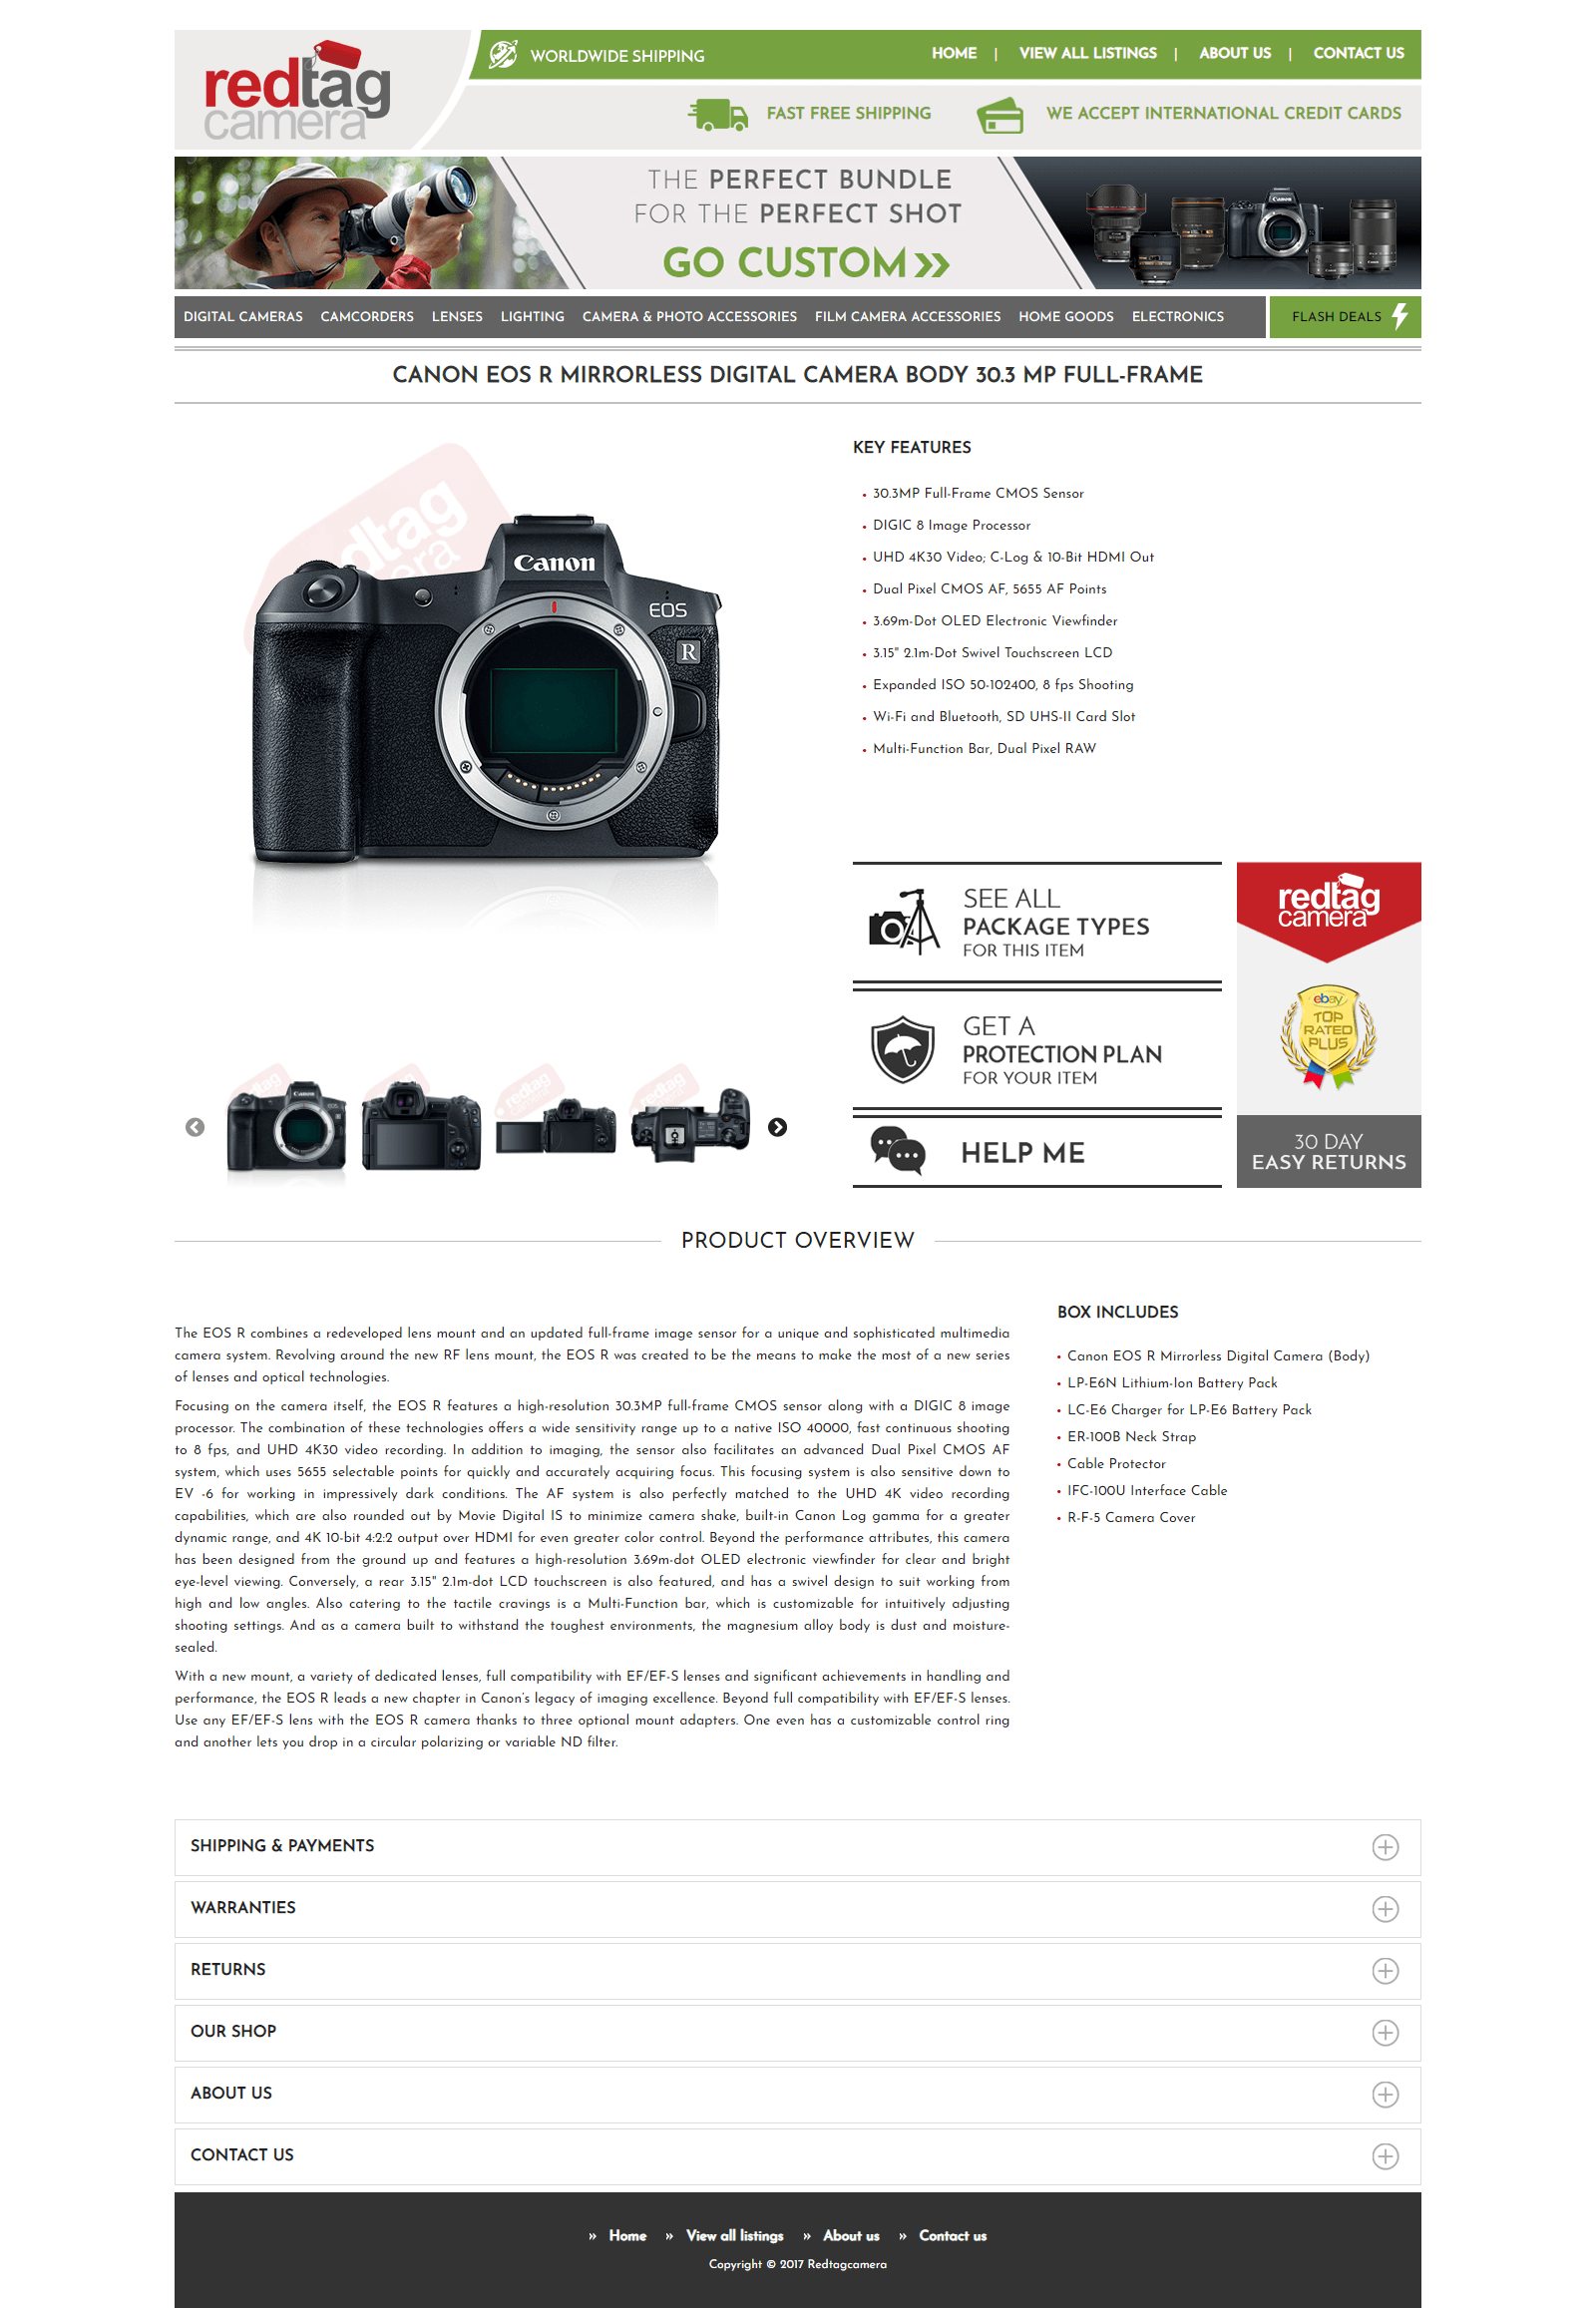 redtag
camera
WORLDWIDE SHIPPING
HOME | VIEW ALL LISTINGS | ABOUT US | CONTACT US
FAST FREE SHIPPING
WE ACCEPT INTERNATIONAL CREDIT CARDS
THE PERFECT BUNDLE
FOR THE PERFECT SHOT
GO CUSTOM »
DIGITAL CAMERAS CAMCORDERS LENSES LIGHTING CAMERA & PHOTO ACCESSORIES FILM CAMERA ACCESSORIES HOME GOODS ELECTRONICS
FLASH DEALS
CANON EOS R MIRRORLESS DIGITAL CAMERA BODY 30.3 MP FULL-FRAME
Canon
EOS
R
KEY FEATURES
• 30.3MP Full-Frame CMOS Sensor
• DIGIC 8 Image Processor
• UHD 4K30 Video; C-Log & 10-Bit HDMI Out
• Dual Pixel CMOS AF, 5655 AF Points
• 3.69m-Dot OLED Electronic Viewfinder
• 3.15" 2.1m-Dot Swivel Touchscreen LCD
• Expanded ISO 50-102400, 8 fps Shooting
• Wi-Fi and Bluetooth, SD UHS-II Card Slot
• Multi-Function Bar, Dual Pixel RAW
SEE ALL
PACKAGE TYPES
FOR THIS ITEM
GET A
PROTECTION PLAN
FOR YOUR ITEM
HELP ME
redtag
camera
ebay
TOP
RATED
PLUS
30 DAY
EASY RETURNS
PRODUCT OVERVIEW
The EOS R combines a redeveloped lens mount and an updated full-frame image sensor for a unique and sophisticated multimedia
camera system. Revolving around the new RF lens mount, the EOS R was created to be the means to make the most of a new series
of lenses and optical technologies.
Focusing on the camera itself, the EOS R features a high-resolution 30.3MP full-frame CMOS sensor along with a DIGIC 8 image
processor. The combination of these technologies offers a wide sensitivity range up to a native ISO 40000, fast continuous shooting
to 8 fps, and UHD 4K30 video recording. In addition to imaging, the sensor also facilitates an advanced Dual Pixel CMOS AF
system, which uses 5655 selectable points for quickly and accurately acquiring focus. This focusing system is also sensitive down to
EV -6 for working in impressively dark conditions. The AF system is also perfectly matched to the UHD 4K video recording
capabilities, which are also rounded out by Movie Digital IS to minimize camera shake, built-in Canon Log gamma for a greater
dynamic range, and 4K 10-bit 4:2:2 output over HDMI for even greater color control. Beyond the performance attributes, this camera
has been designed from the ground up and features a high-resolution 3.69m-dot OLED electronic viewfinder for clear and bright
eye-level viewing. Conversely, a rear 3.15" 2.1m-dot LCD touchscreen is also featured, and has a swivel design to suit working from
high and low angles. Also catering to the tactile cravings is a Multi-Function bar, which is customizable for intuitively adjusting
shooting settings. And as a camera built to withstand the toughest environments, the magnesium alloy body is dust and moisture-
sealed.
With a new mount, a variety of dedicated lenses, full compatibility with EF/EF-S lenses and significant achievements in handling and
performance, the EOS R leads a new chapter in Canon's legacy of imaging excellence. Beyond full compatibility with EF/EF-S lenses.
Use any EF/EF-S lens with the EOS R camera thanks to three optional mount adapters. One even has a customizable control ring
and another lets you drop in a circular polarizing or variable ND filter.
BOX INCLUDES
• Canon EOS R Mirrorless Digital Camera (Body)
• LP-E6N Lithium-Ion Battery Pack
• LC-E6 Charger for LP-E6 Battery Pack
• ER-100B Neck Strap
• Cable Protector
• IFC-100U Interface Cable
• R-F-5 Camera Cover
SHIPPING & PAYMENTS
WARRANTIES
RETURNS
OUR SHOP
ABOUT US
CONTACT US
» Home » View all listings » About us » Contact us
Copyright © 2017 Redtagcamera